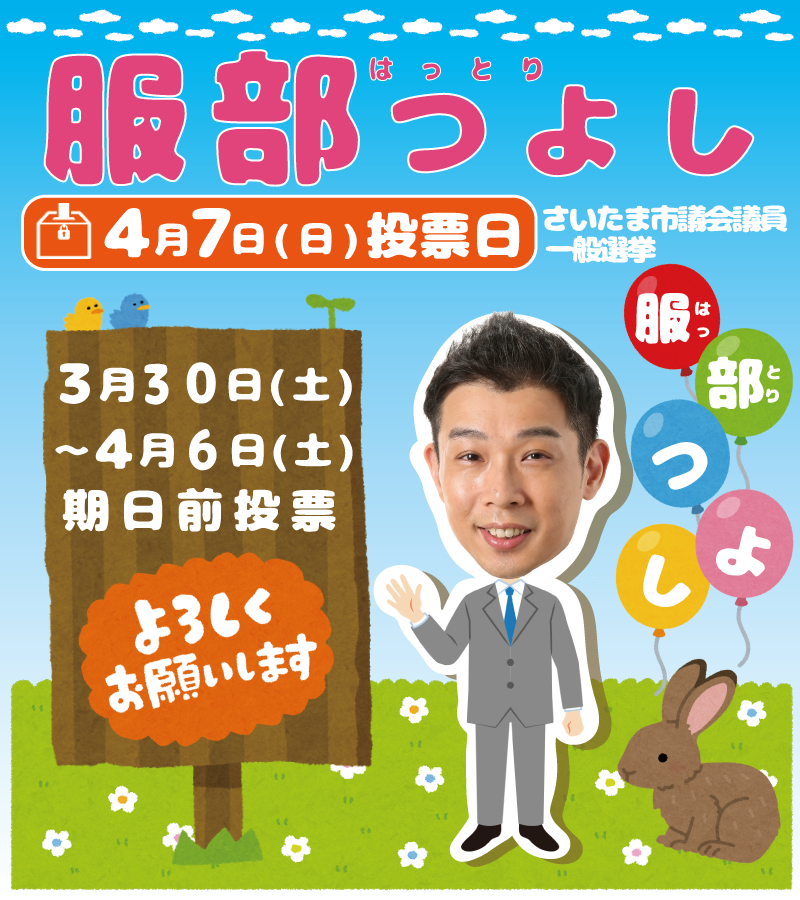 はっとり
服部つよし
4月7日(日)投票日
さいたま市議会議員
一般選挙
3月30日(土)
～4月6日(土)
期日前投票
よろしく
お願いします
服はっ
部とり
つ
よ
し